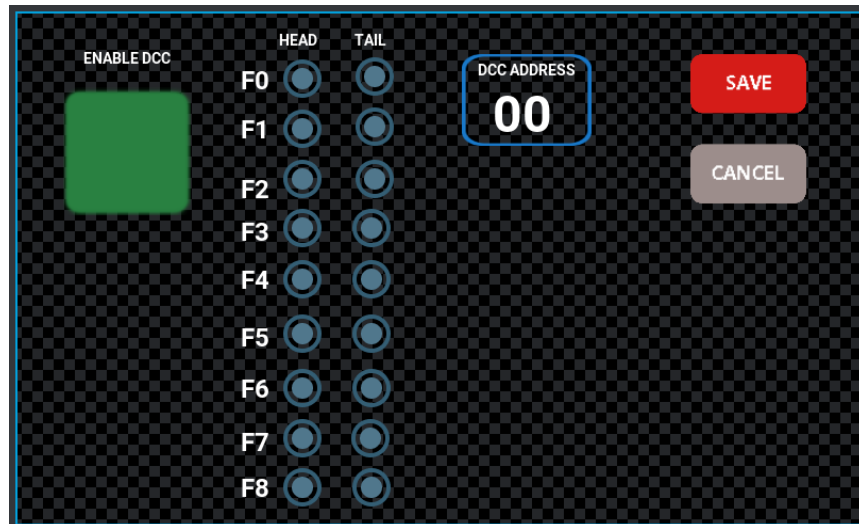 ENABLE DCC
HEAD TAIL
F0
F1
F2
F3
F4
F5
F6
F7
F8
DCC ADDRESS
00
SAVE
CANCEL